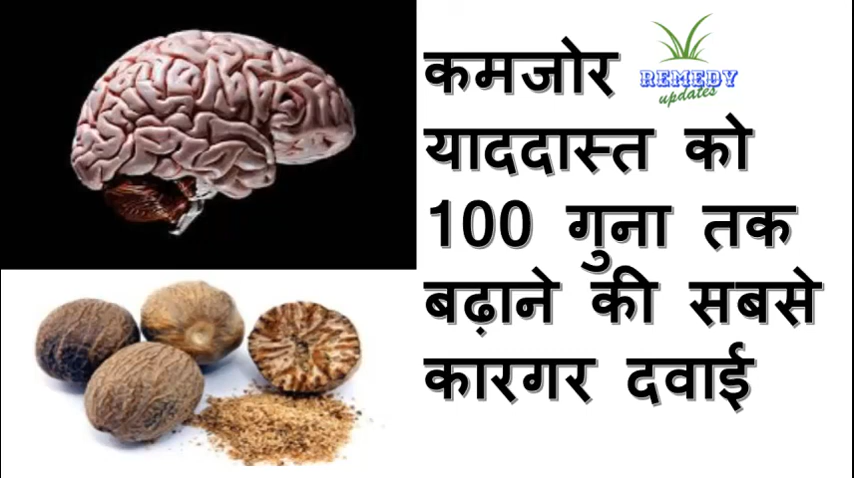 कमजोर
REMEDY
updates
याददास्त को
100 गुना तक
बढ़ाने की सबसे
कारगर दवाई